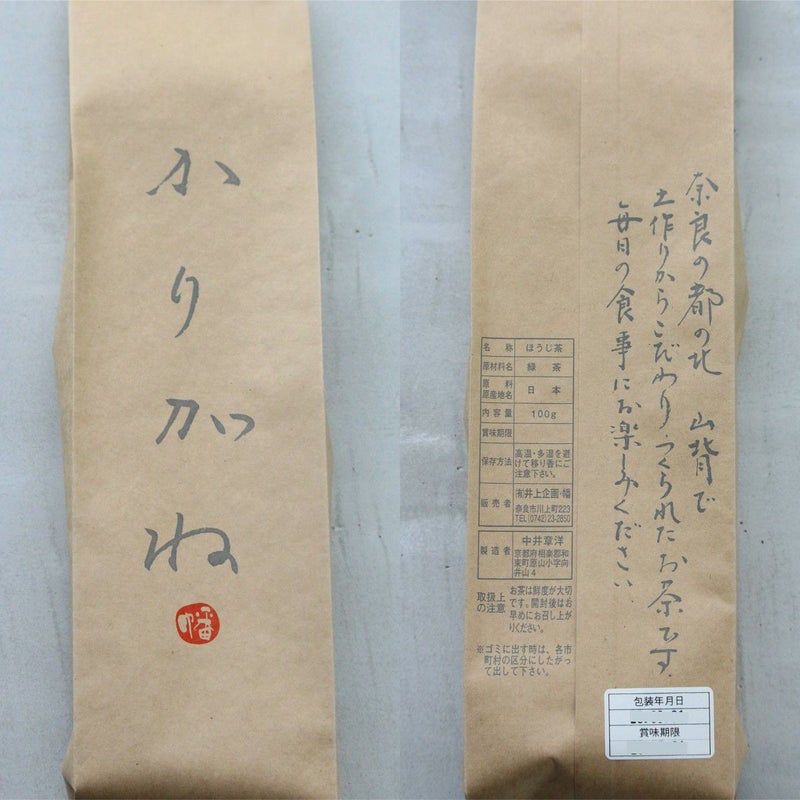 かりがね
幡
奈良の都の北 山背で
土作りからこだわりつくられたお茶です。
毎日の食事にお楽しみください。
名称 ほうじ茶
原材料名 緑茶
原料原産地名 日本
内容量 100g
賞味期限
保存方法 高温・多湿を避
けて移り香にご
注意下さい。
販売者 ㈲井上企画・幡
奈良市川上町223
TEL(0742)23-2850
製造者 中井章洋
京都府相楽郡和
束町原山小字向
井山4
取扱上の注意 お茶は鮮度が大切
です。開封後はお
早めにお召し上が
りください。
※ゴミに出す時は、各市
町村の区分にしたがっ
て出して下さい。
包装年月日
賞味期限